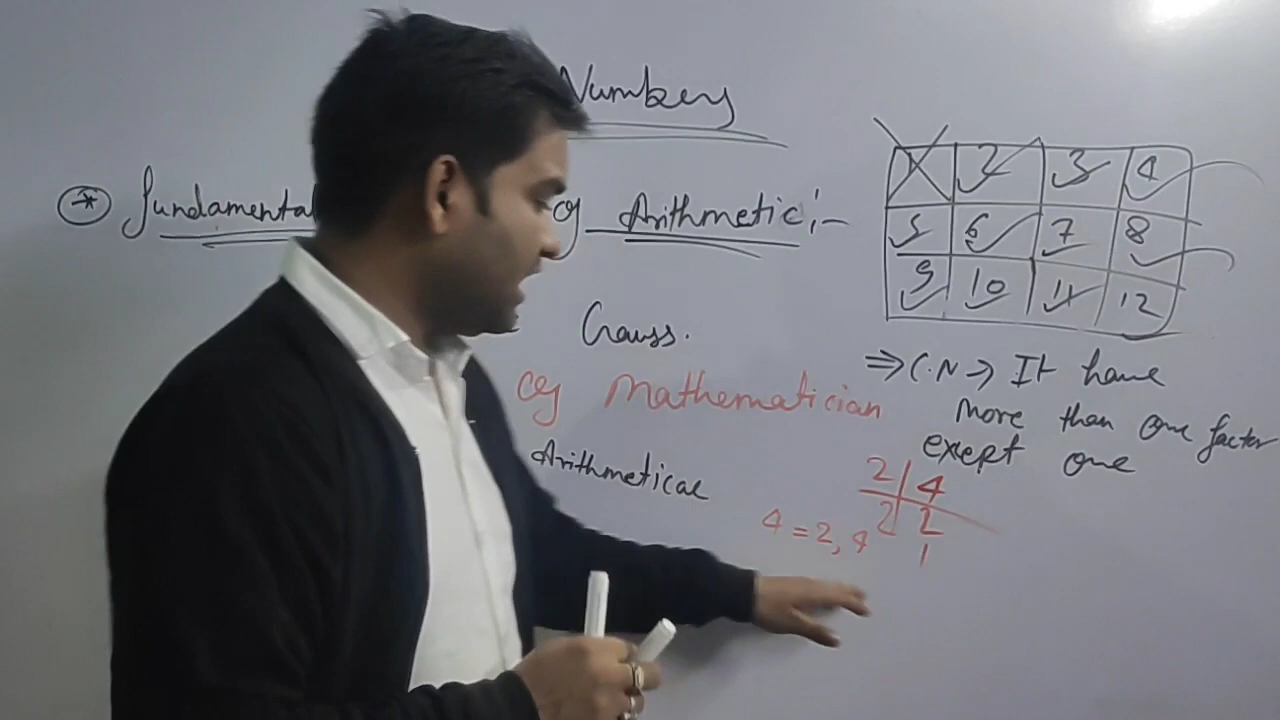 Numbers
* fundamental of Arithmetic :-
Gauss.
of Mathematician
Arithmetical
1 2 3 4
5 6 7 8
9 10 11 12
⇒ C.N → It have
more than one factor
exept one
2 | 4
2 | 2
1
4 = 2, 4